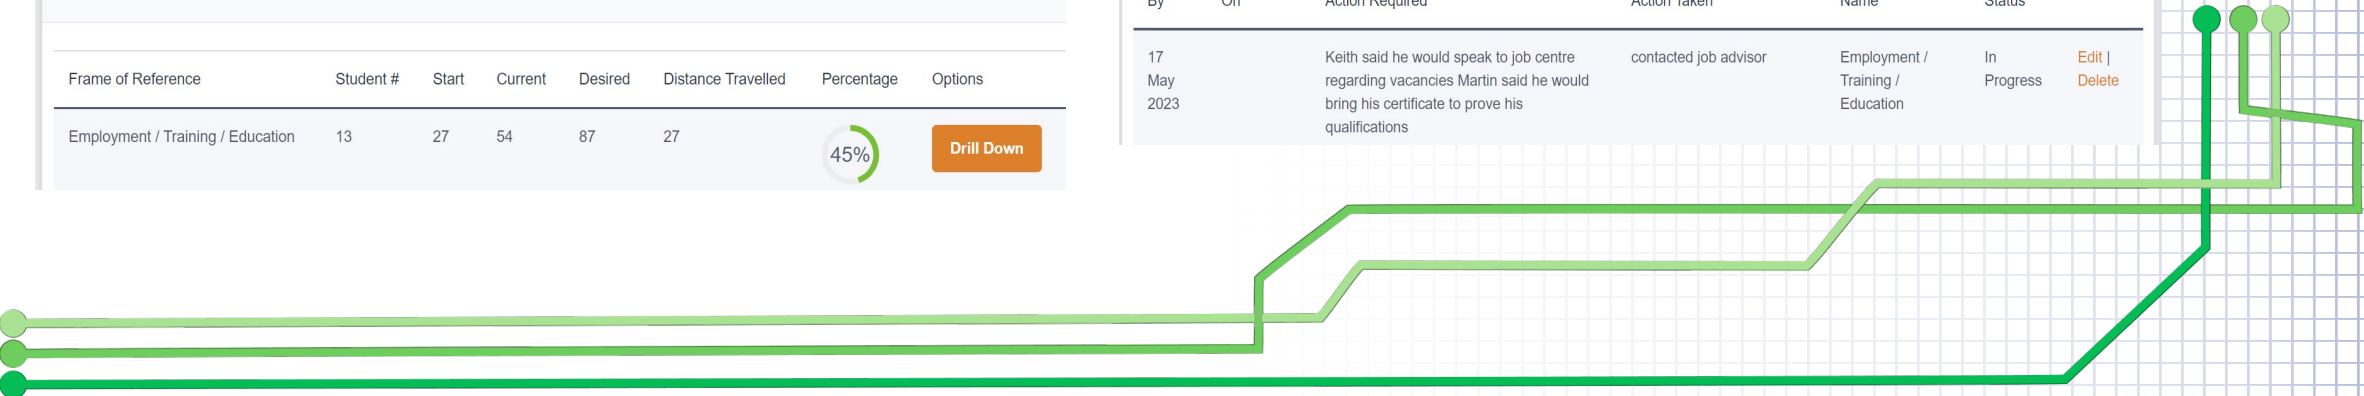 Frame of Reference Student # Start Current Desired Distance Travelled Percentage Options
Employment / Training / Education 13 27 54 87 27 45% Drill Down
By On Action Required Action Taken Name Status
17 Keith said he would speak to job centre contacted job advisor Employment / In Edit |
May regarding vacancies Martin said he would Training / Progress Delete
2023 bring his certificate to prove his Education
qualifications